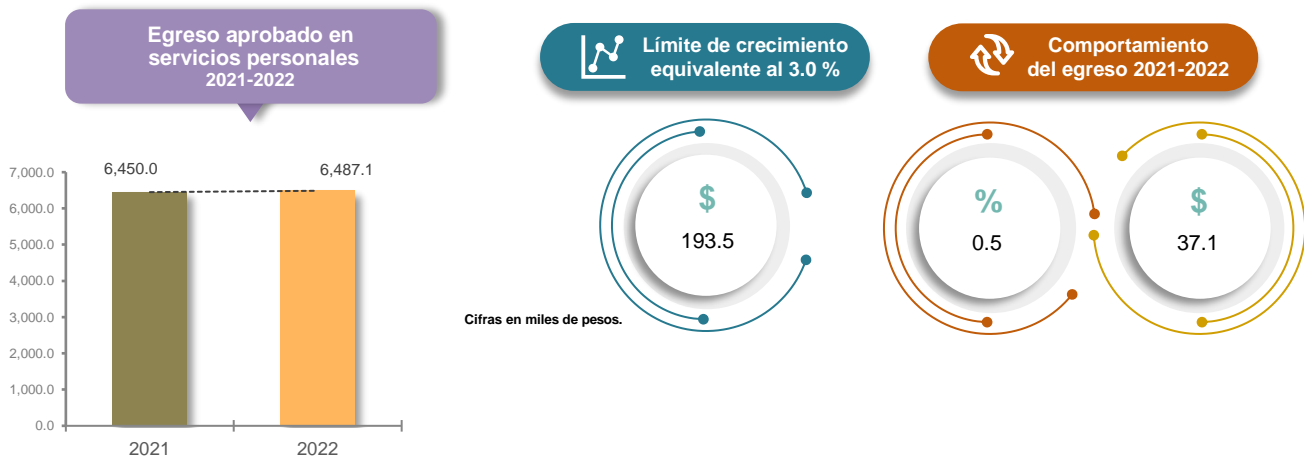 Egreso aprobado en
servicios personales
2021-2022
Límite de crecimiento
equivalente al 3.0 %
Comportamiento
del egreso 2021-2022
6,450.0
6,487.1
7,000.0
6,000.0
5,000.0
4,000.0
3,000.0
2,000.0
1,000.0
0.0
2021
2022
$
193.5
%
0.5
$
37.1
Cifras en miles de pesos.